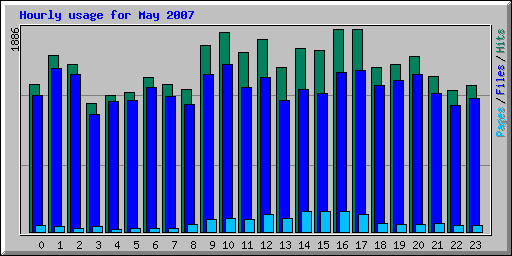 Hourly usage for May 2007
1886
Pages/Files/Hits
0 1 2 3 4 5 6 7 8 9 10 11 12 13 14 15 16 17 18 19 20 21 22 23